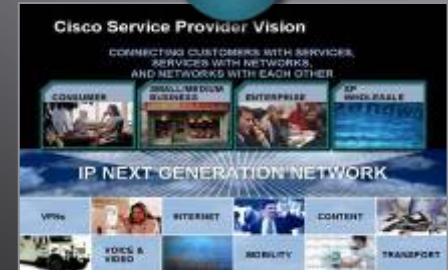 Cisco Service Provider Vision
CONNECTING CUSTOMERS WITH SERVICES,
SERVICES WITH NETWORKS,
AND NETWORKS WITH EACH OTHER
CONSUMER
SMALL/MEDIUM
BUSINESS
ENTERPRISE
SP
WHOLESALE
IP NEXT GENERATION NETWORK
VPNs
INTERNET
CONTENT
VOICE &
VIDEO
MOBILITY
TRANSPORT